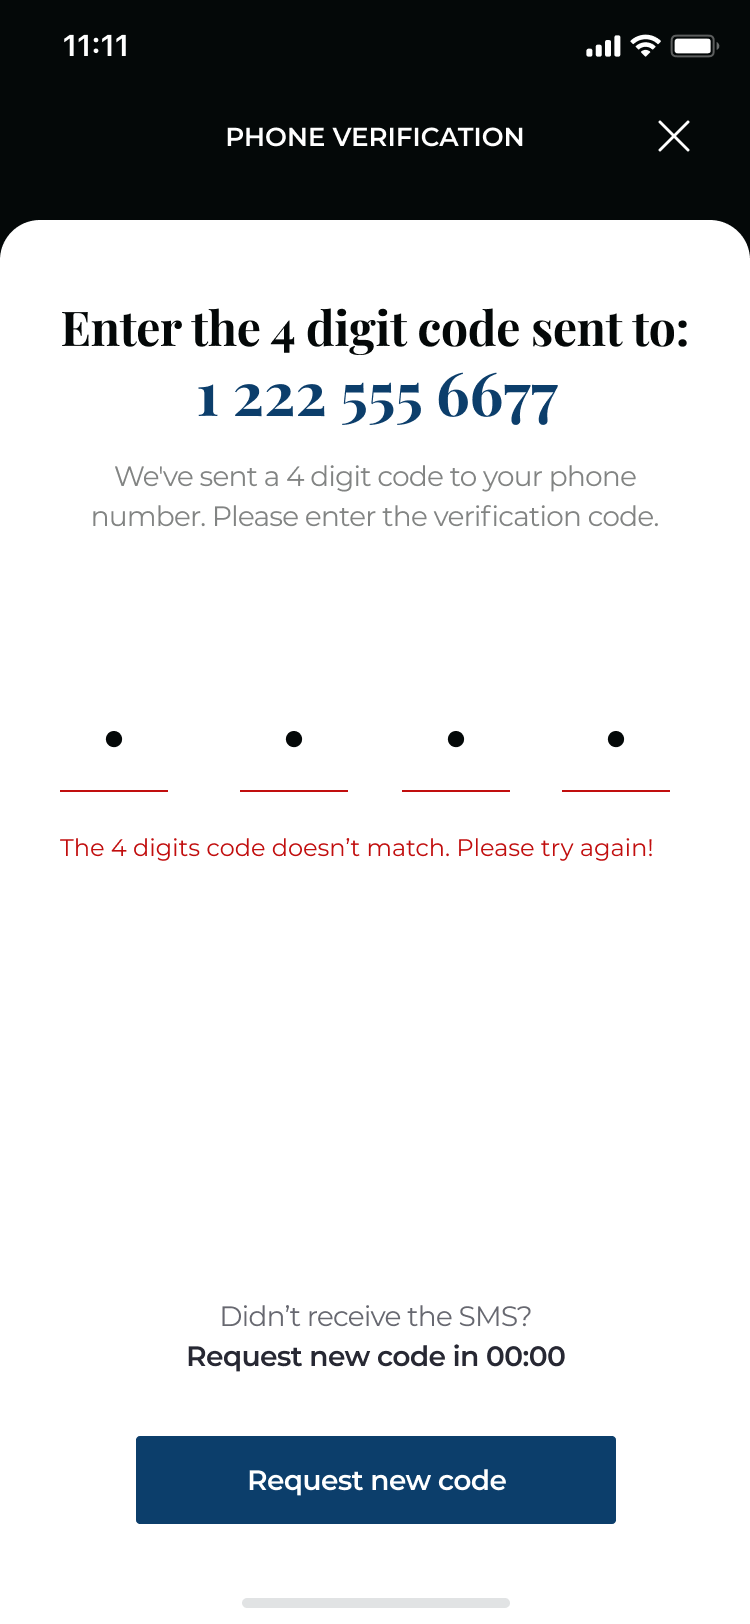 11:11
PHONE VERIFICATION
Enter the 4 digit code sent to:
1 222 555 6677
We've sent a 4 digit code to your phone
number. Please enter the verification code.
The 4 digits code doesn’t match. Please try again!
Didn’t receive the SMS?
Request new code in 00:00
Request new code